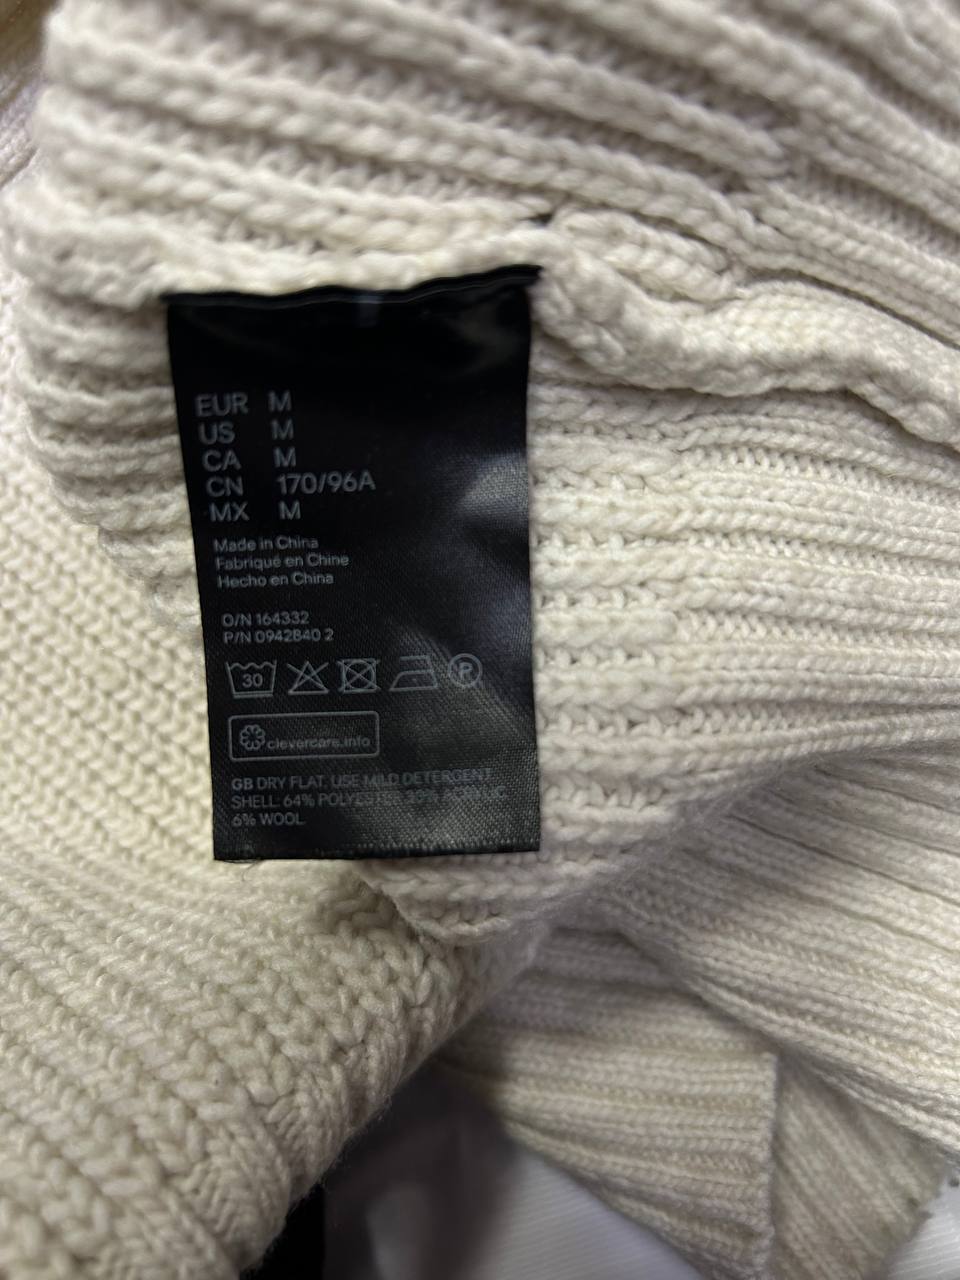 EUR M
US M
CA M
CN 170/96A
MX M
Made in China
Fabriqué en Chine
Hecho en China
O/N 164332
P/N 0942840 2
30
P
clevercare.info
GB DRY FLAT. USE MILD DETERGENT
SHELL: 64% POLYESTER
6% WOOL